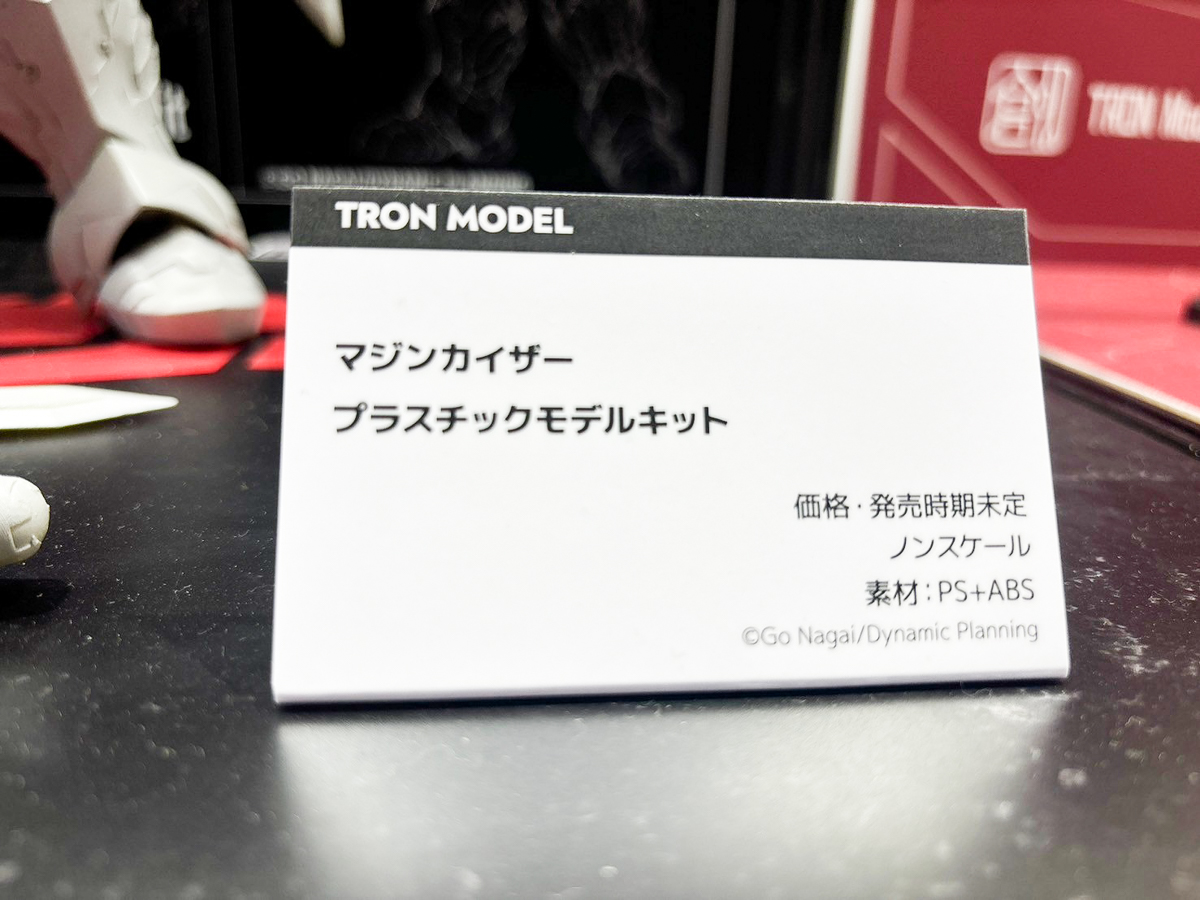 TRON MODEL
マジンカイザー
プラスチックモデルキット
価格・発売時期未定
ノンスケール
素材：PS+ABS
©Go Nagai/Dynamic Planning
創
TRON